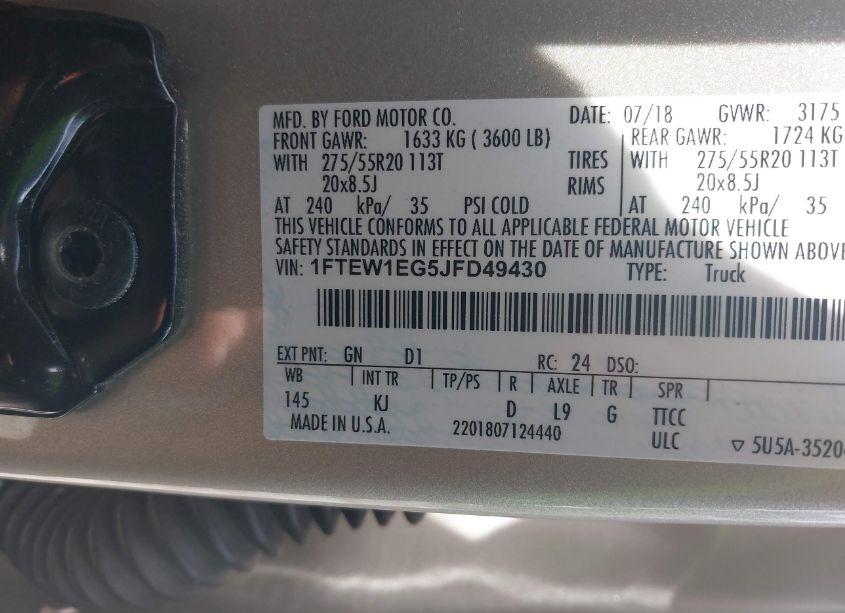 MFD. BY FORD MOTOR CO. DATE: 07/18 GVWR: 3175
FRONT GAWR: 1633 KG ( 3600 LB) REAR GAWR: 1724 KG
WITH 275/55R20 113T TIRES WITH 275/55R20 113T
20x8.5J RIMS 20x8.5J
AT 240 kPa/ 35 PSI COLD AT 240 kPa/ 35
THIS VEHICLE CONFORMS TO ALL APPLICABLE FEDERAL MOTOR VEHICLE
SAFETY STANDARDS IN EFFECT ON THE DATE OF MANUFACTURE SHOWN ABOVE
VIN: 1FTEW1EG5JFD49430 TYPE: Truck
EXT PNT: GN D1 RC: 24 DSO:
WB INT TR TP/PS R AXLE TR SPR
145 KJ D L9 G TTCC
MADE IN U.S.A. 2201807124440 ULC ▽ 5U5A-3520